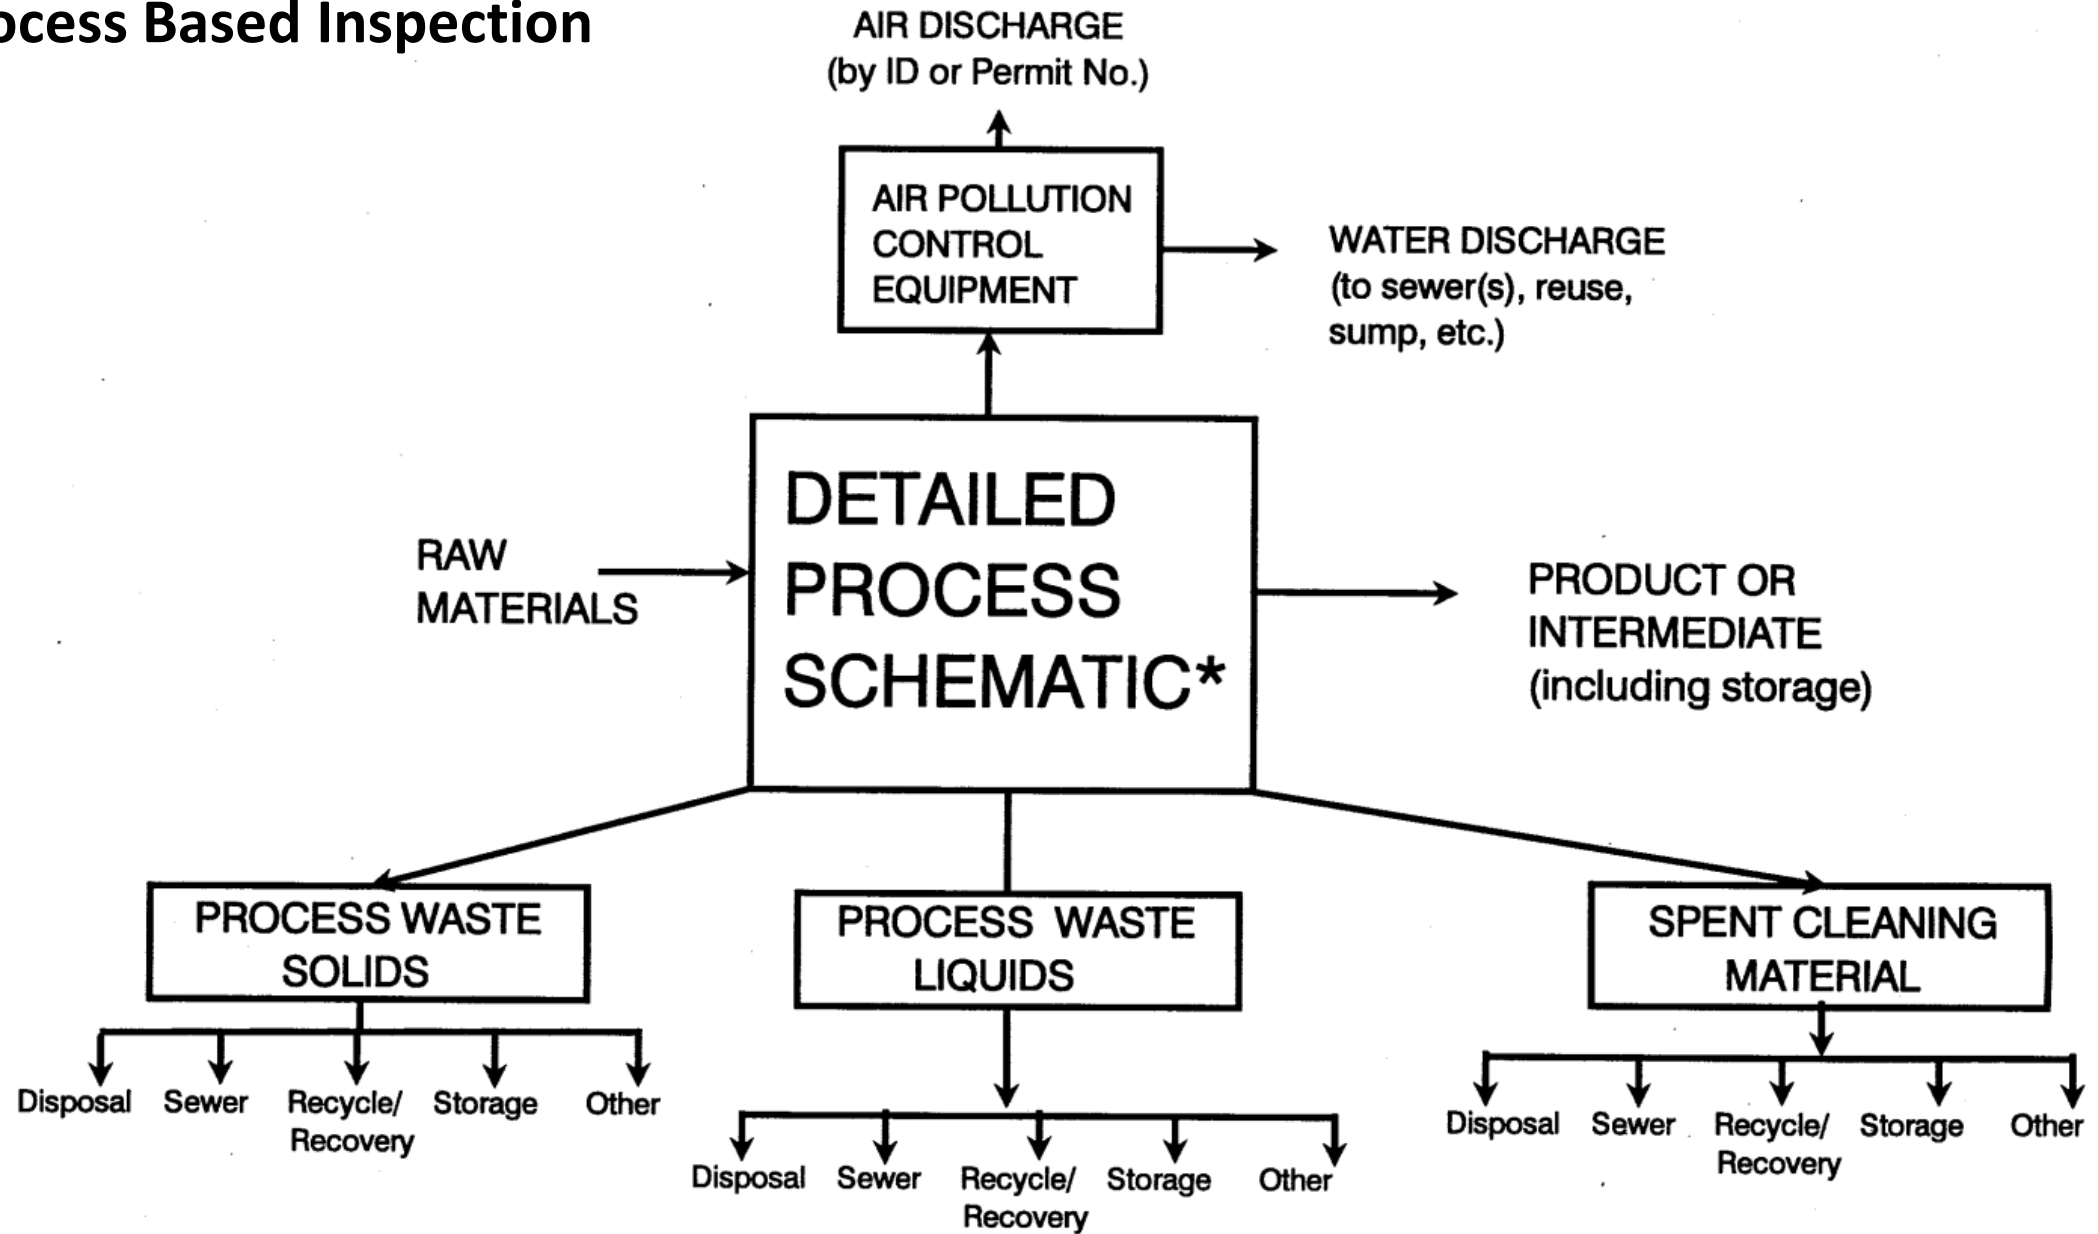 ocess Based Inspection
AIR DISCHARGE
(by ID or Permit No.)
AIR POLLUTION
CONTROL
EQUIPMENT
WATER DISCHARGE
(to sewer(s), reuse,
sump, etc.)
DETAILED
PROCESS
SCHEMATIC*
RAW
MATERIALS
PRODUCT OR
INTERMEDIATE
(including storage)
PROCESS WASTE
SOLIDS
Disposal Sewer Recycle/ Storage Other
Recovery
PROCESS WASTE
LIQUIDS
Disposal Sewer Recycle/ Storage Other
Recovery
SPENT CLEANING
MATERIAL
Disposal Sewer Recycle/ Storage Other
Recovery